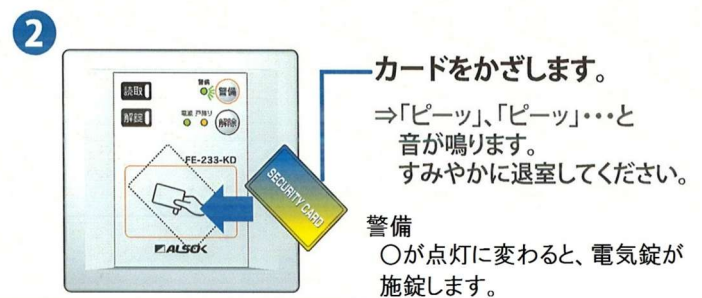 2
カードをかざします。
⇒「ピーッ」、「ピーッ」・・・と
音が鳴ります。
すみやかに退室してください。
警備
読取
警備
電源 戸締り
解錠
解除
FE-233-KD
SECURITY CARD
ALSOK
警備
○が点灯に変わると、電気錠が
施錠します。